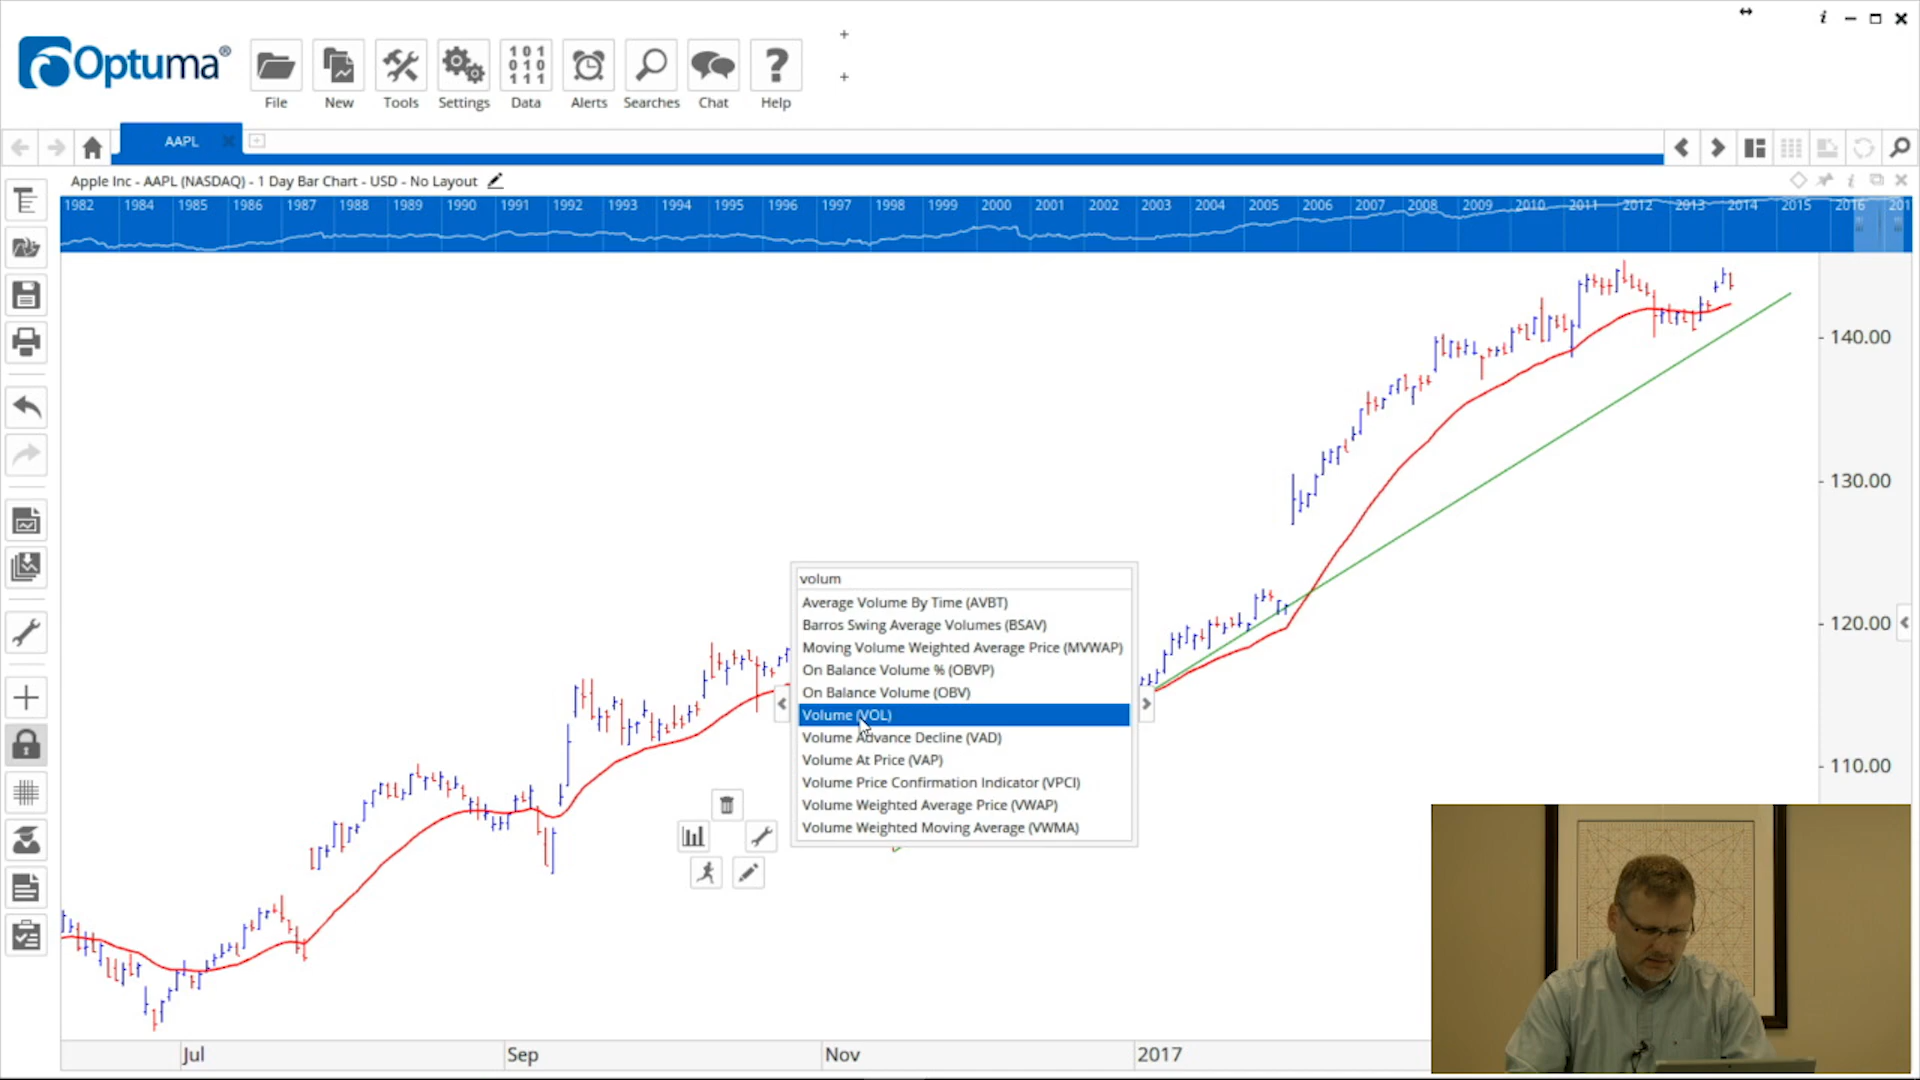 Optuma®
File
New
Tools
Settings
101
010
111
Data
Alerts
Searches
Chat
?
Help
AAPL
Apple Inc - AAPL (NASDAQ) - 1 Day Bar Chart - USD - No Layout
1982 1984 1985 1986 1987 1988 1989 1990 1991 1992 1993 1994 1995 1996 1997 1998 1999 2000 2001 2002 2003 2004 2005 2006 2007 2008 2009 2010 2011 2012 2013 2014 2015 2016 201
140.00
130.00
120.00
110.00
volum
Average Volume By Time (AVBT)
Barros Swing Average Volumes (BSAV)
Moving Volume Weighted Average Price (MVWAP)
On Balance Volume % (OBVP)
On Balance Volume (OBV)
Volume (VOL)
Volume Advance Decline (VAD)
Volume At Price (VAP)
Volume Price Confirmation Indicator (VPCI)
Volume Weighted Average Price (VWAP)
Volume Weighted Moving Average (VWMA)
Jul
Sep
Nov
2017